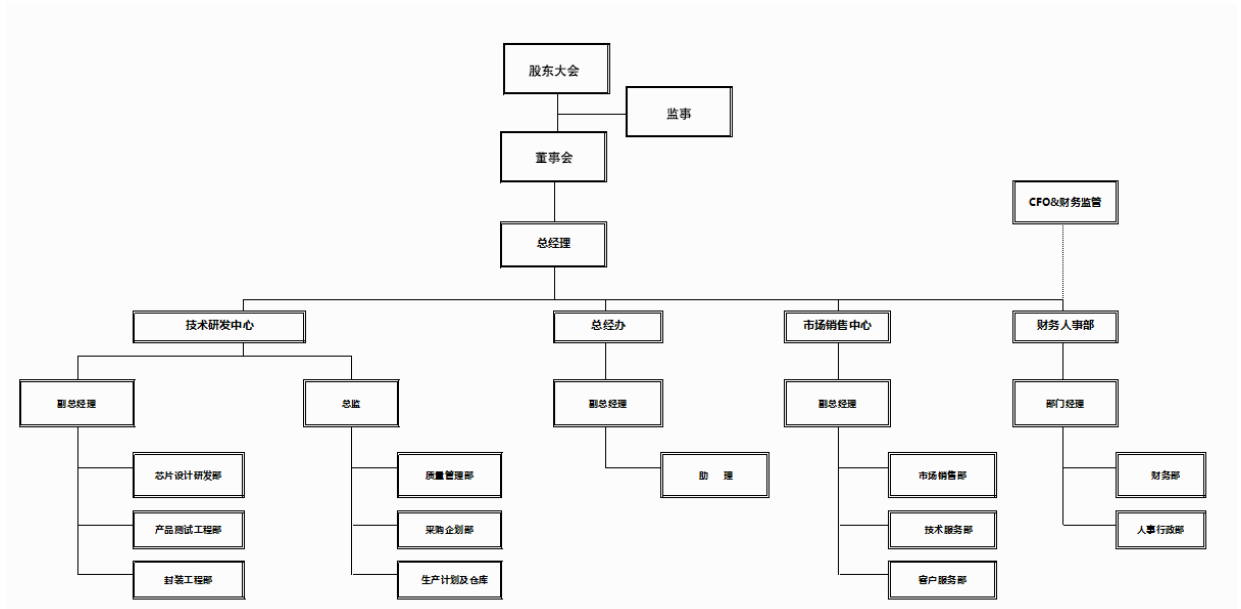 股东大会
监事
董事会
CFO&财务监管
总经理
技术研发中心
总经办
市场销售中心
财务人事部
副总经理
总监
副总经理
副总经理
部门经理
芯片设计研发部
质量管理部
助 理
市场销售部
财务部
产品测试工程部
采购企划部
技术服务部
人事行政部
封装工程部
生产计划及仓库
客户服务部